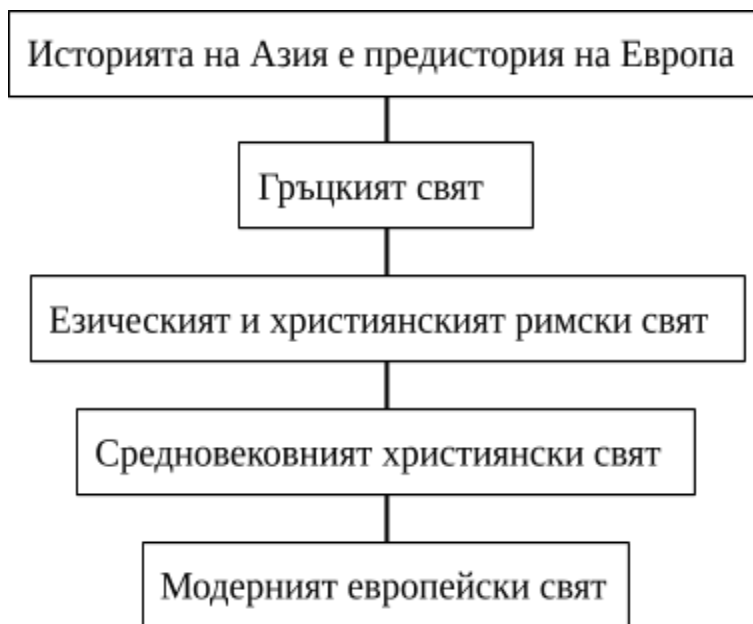 Историята на Азия е предистория на Европа
Гръцкият свят
Езическият и християнският римски свят
Средновековният християнски свят
Модерният европейски свят